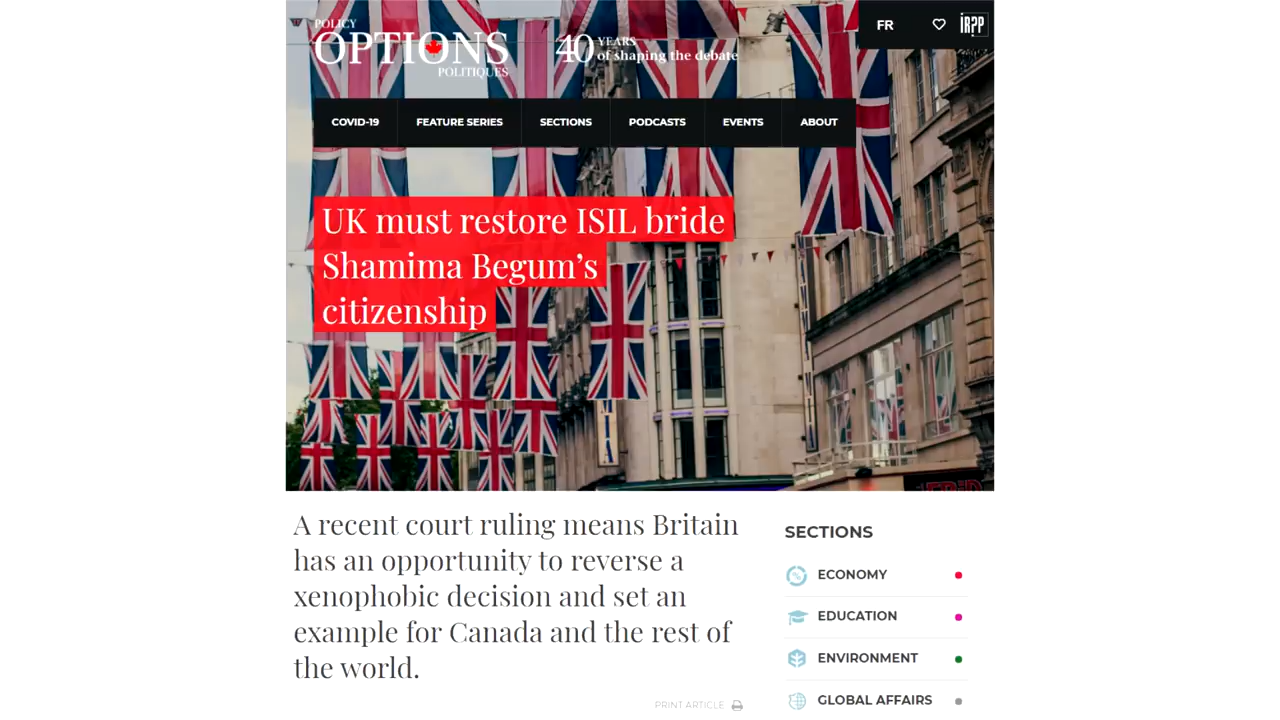 POLICY
OPTIONS
POLITIQUES
40 YEARS
of shaping the debate
FR
IRPP
COVID-19
FEATURE SERIES
SECTIONS
PODCASTS
EVENTS
ABOUT
UK must restore ISIL bride
Shamima Begum’s
citizenship
A recent court ruling means Britain
has an opportunity to reverse a
xenophobic decision and set an
example for Canada and the rest of
the world.
PRINT ARTICLE
SECTIONS
ECONOMY
EDUCATION
ENVIRONMENT
GLOBAL AFFAIRS